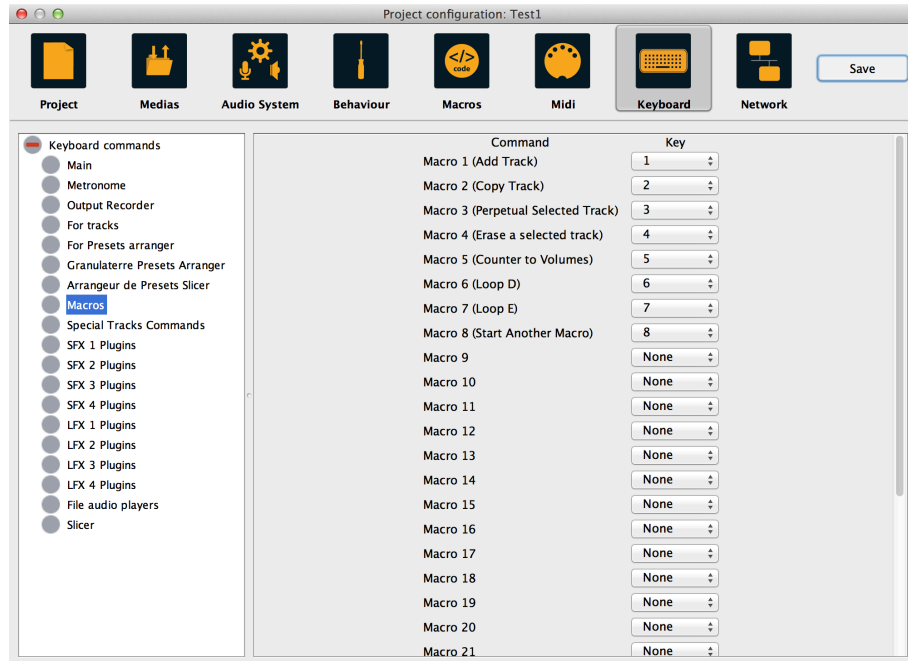 Project configuration: Test1
</> code
Project Medias Audio System Behaviour Macros Midi Keyboard Network Save
Keyboard commands
Main
Metronome
Output Recorder
For tracks
For Presets arranger
Granulaterre Presets Arranger
Arrangeur de Presets Slicer
Macros
Special Tracks Commands
SFX 1 Plugins
SFX 2 Plugins
SFX 3 Plugins
SFX 4 Plugins
LFX 1 Plugins
LFX 2 Plugins
LFX 3 Plugins
LFX 4 Plugins
File audio players
Slicer
Command Key
Macro 1 (Add Track) 1
Macro 2 (Copy Track) 2
Macro 3 (Perpetual Selected Track) 3
Macro 4 (Erase a selected track) 4
Macro 5 (Counter to Volumes) 5
Macro 6 (Loop D) 6
Macro 7 (Loop E) 7
Macro 8 (Start Another Macro) 8
Macro 9 None
Macro 10 None
Macro 11 None
Macro 12 None
Macro 13 None
Macro 14 None
Macro 15 None
Macro 16 None
Macro 17 None
Macro 18 None
Macro 19 None
Macro 20 None
Macro 21 None